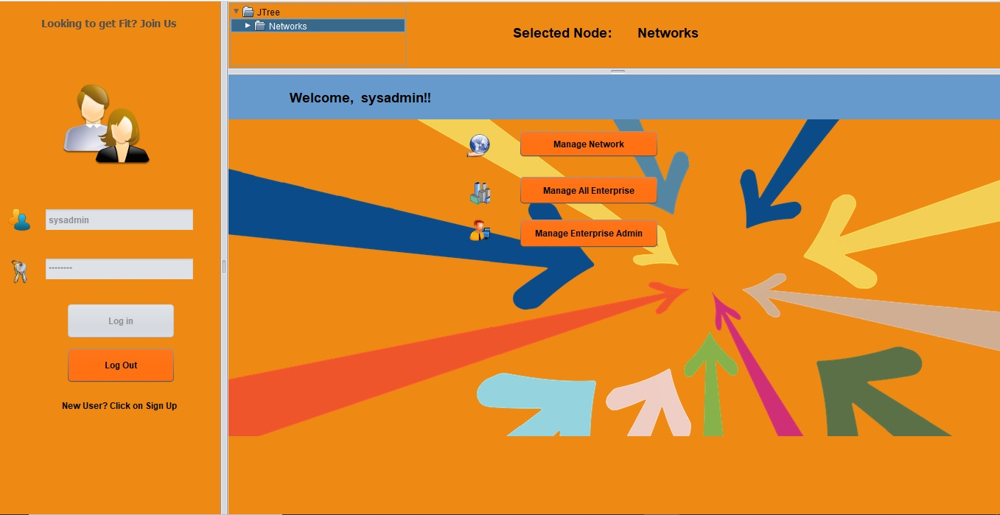 Looking to get Fit? Join Us
sysadmin
--------
Log in
Log Out
New User? Click on Sign Up
JTree
Networks
Selected Node: Networks
Welcome, sysadmin!!
Manage Network
Manage All Enterprise
Manage Enterprise Admin